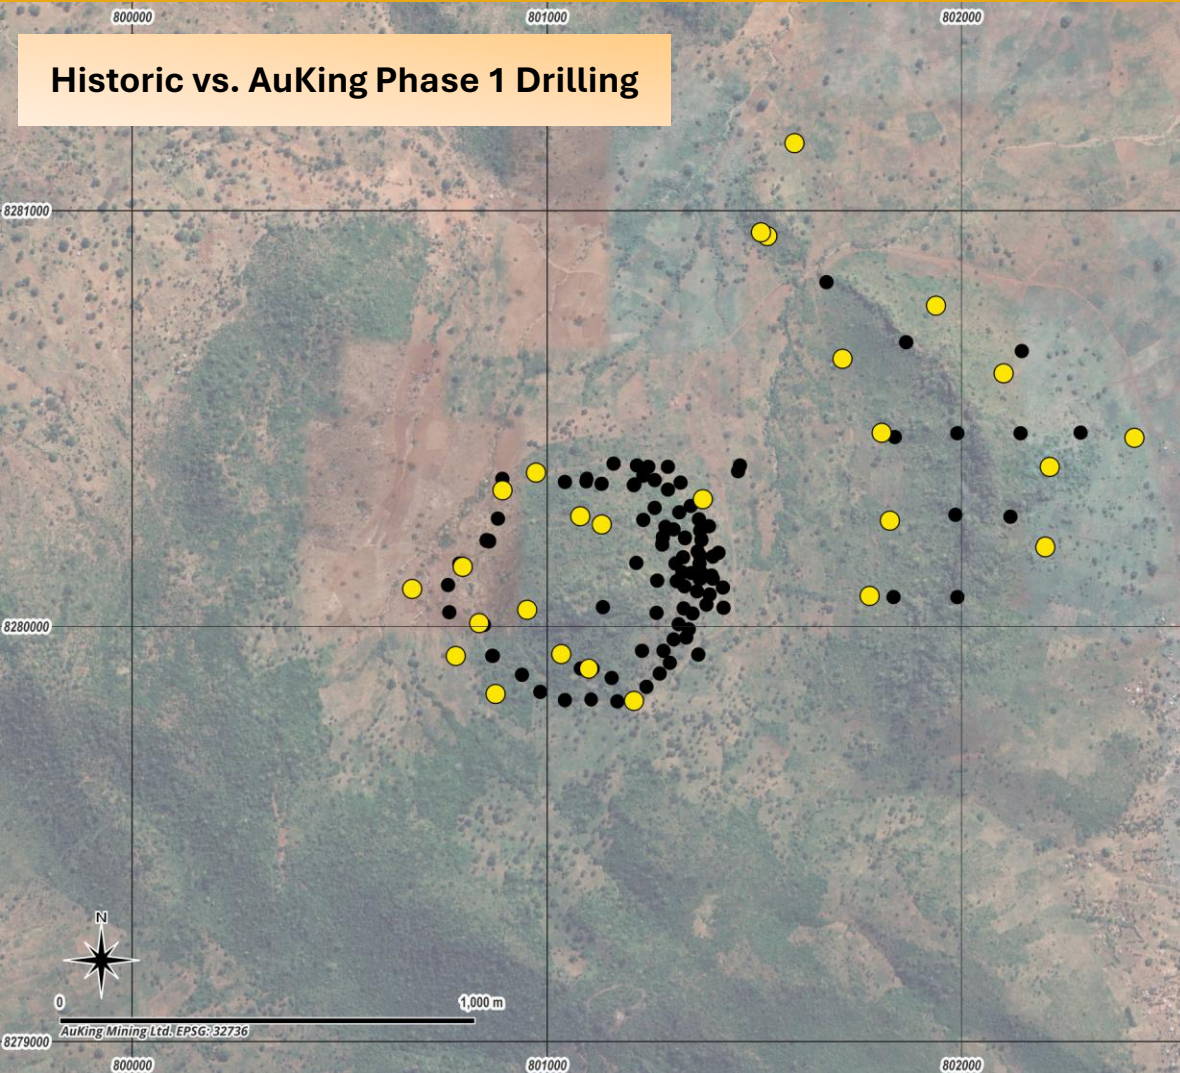 800000
801000
802000
Historic vs. AuKing Phase 1 Drilling
8281000
8280000
N
0
1,000 m
AuKing Mining Ltd. EPSG: 32736
8279000
800000
801000
802000